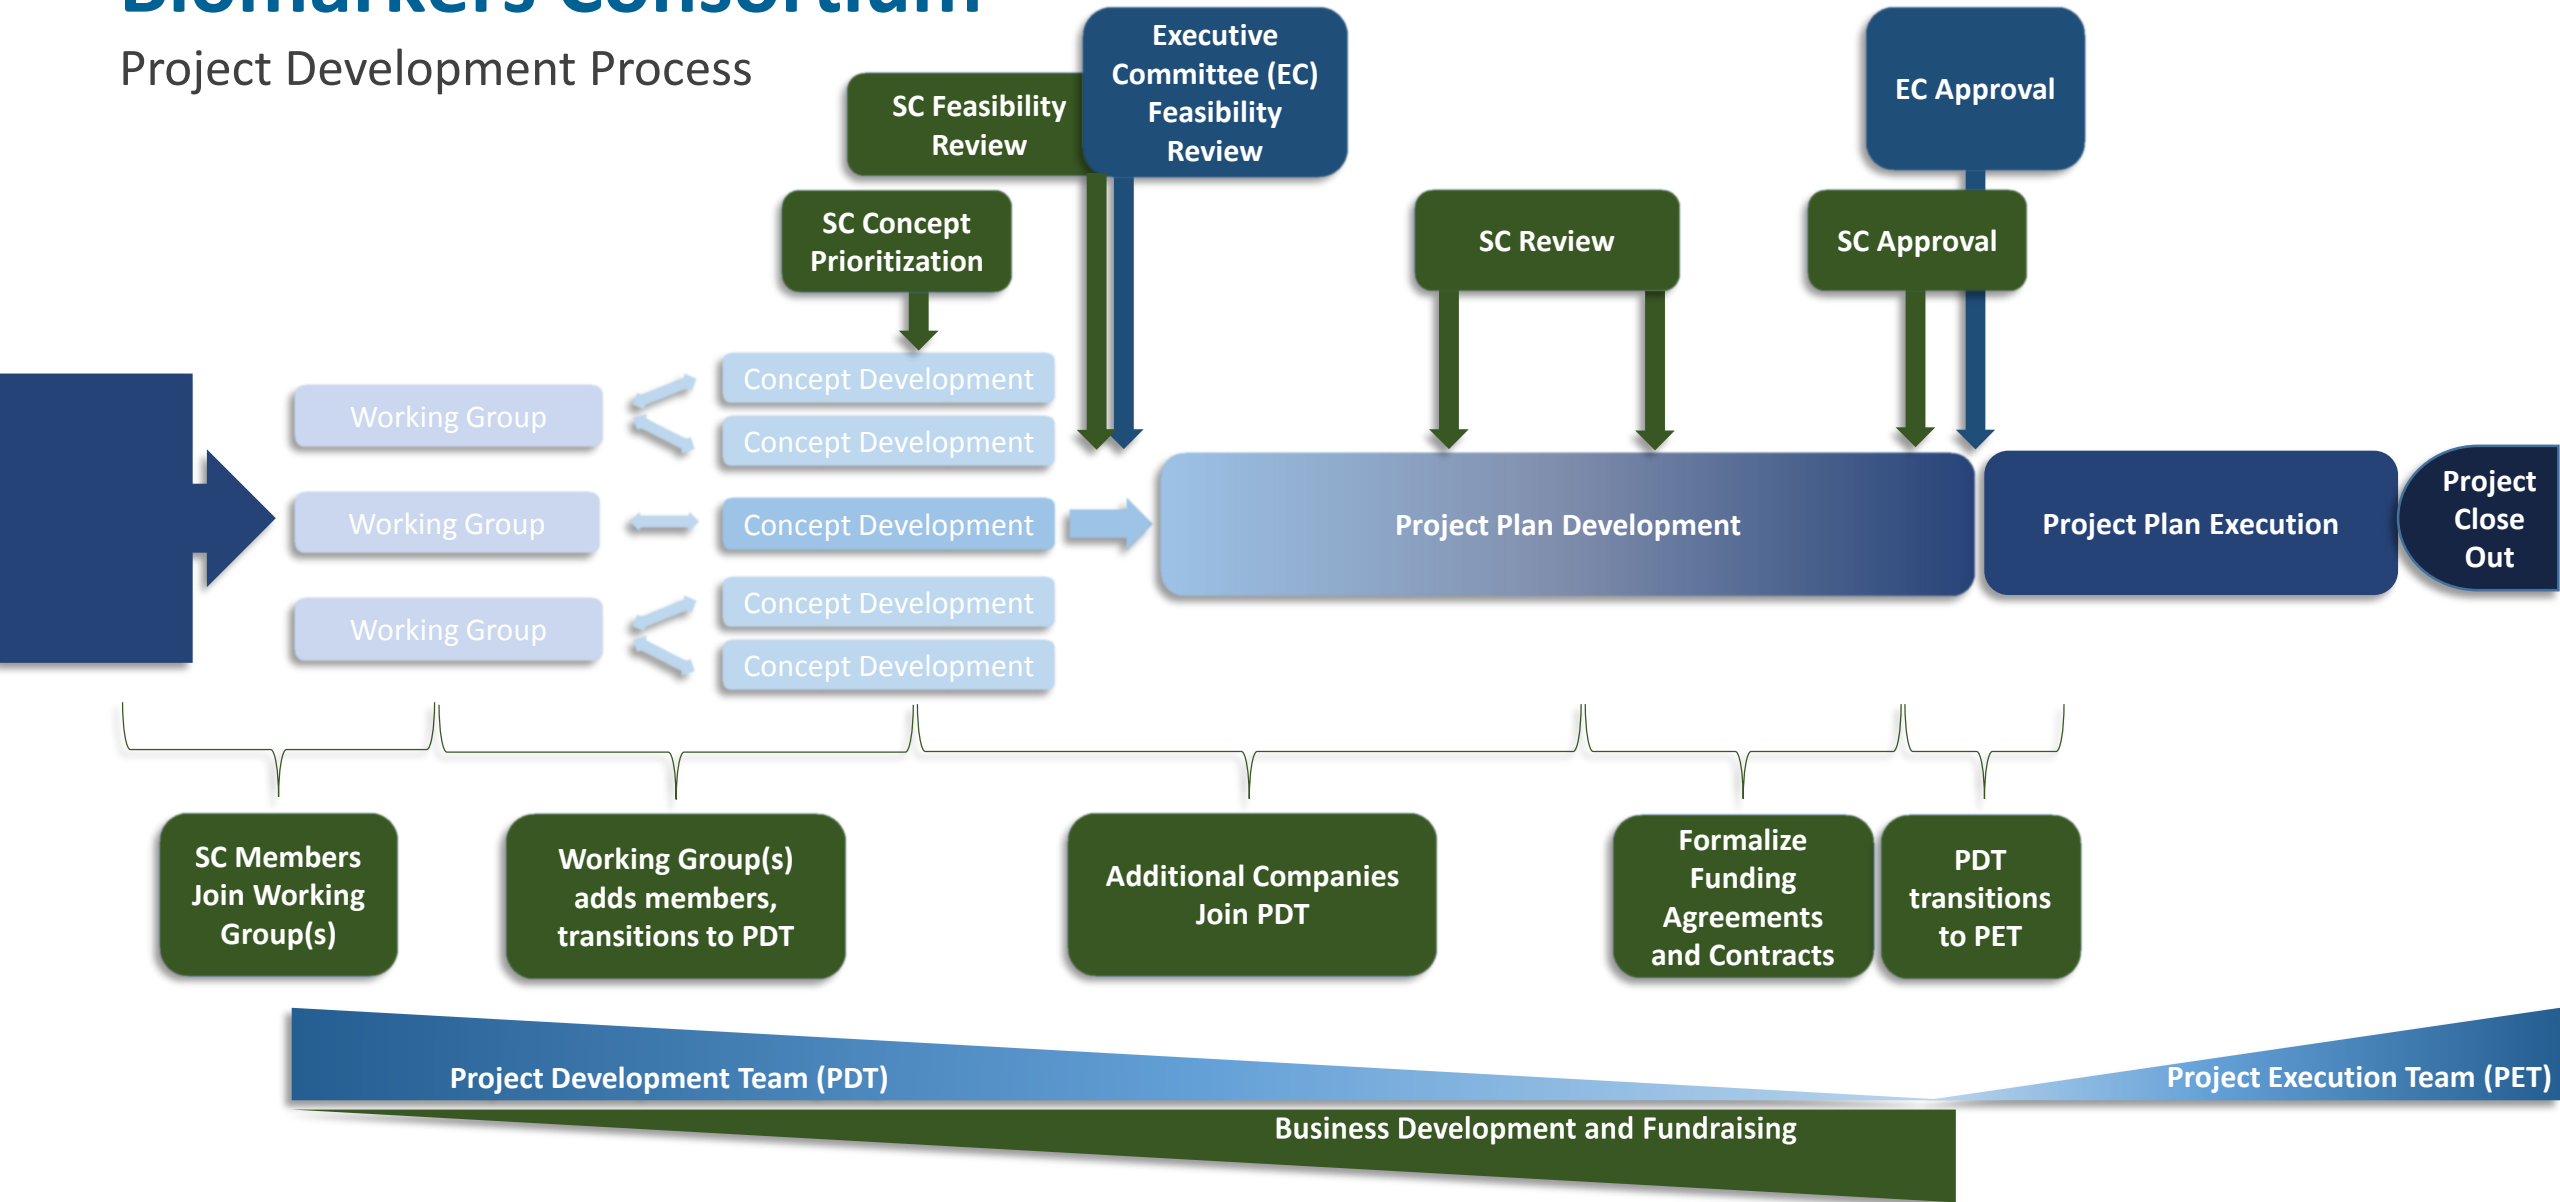 Biomarkers Consortium
Project Development Process
Executive
Committee (EC)
Feasibility
Review
EC Approval
SC Feasibility
Review
SC Concept
Prioritization
SC Review
SC Approval
Working Group
Working Group
Working Group
Concept Development
Concept Development
Concept Development
Concept Development
Concept Development
Project Plan Development
Project Plan Execution
Project
Close
Out
SC Members
Join Working
Group(s)
Working Group(s)
adds members,
transitions to PDT
Additional Companies
Join PDT
Formalize
Funding
Agreements
and Contracts
PDT
transitions
to PET
Project Development Team (PDT)
Project Execution Team (PET)
Business Development and Fundraising